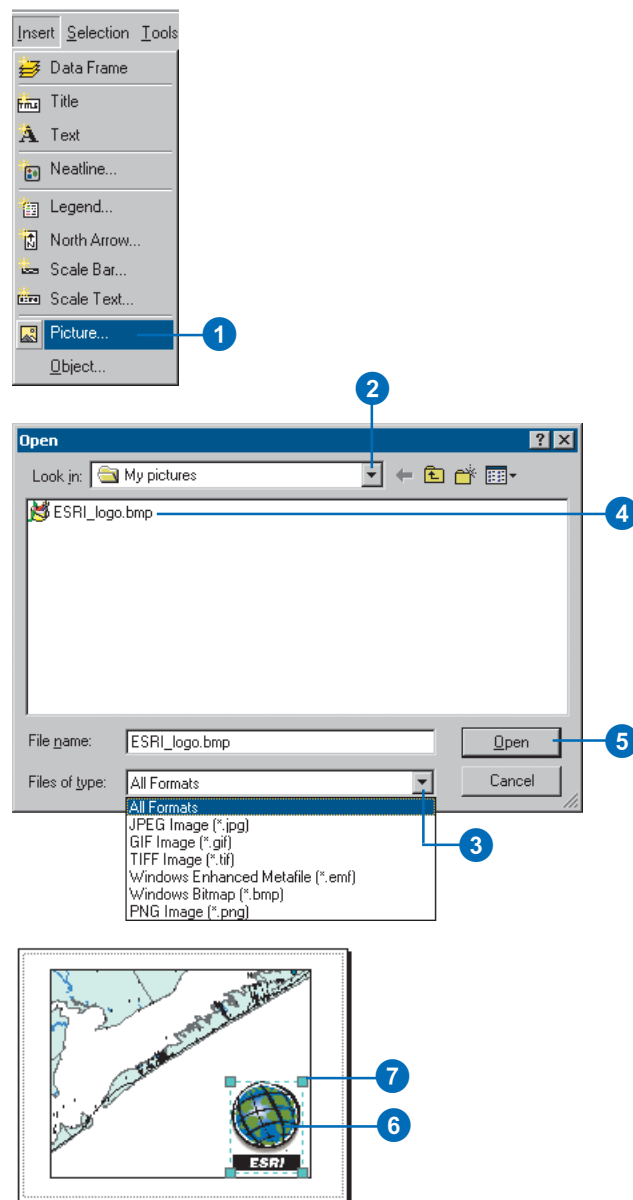 Insert Selection Tools
Data Frame
TITLE
Title
A Text
Neatline...
Legend...
N
North Arrow...
Scale Bar...
Scale Text...
Picture...
1
Object...
2
Open
Look in: My pictures
ESRI_logo.bmp
4
File name: ESRI_logo.bmp Open
5
Files of type: All Formats Cancel
All Formats
JPEG Image (*.jpg)
3
GIF Image (*.gif)
TIFF Image (*.tif)
Windows Enhanced Metafile (*.emf)
Windows Bitmap (*.bmp)
PNG Image (*.png)
7
6
ESRI